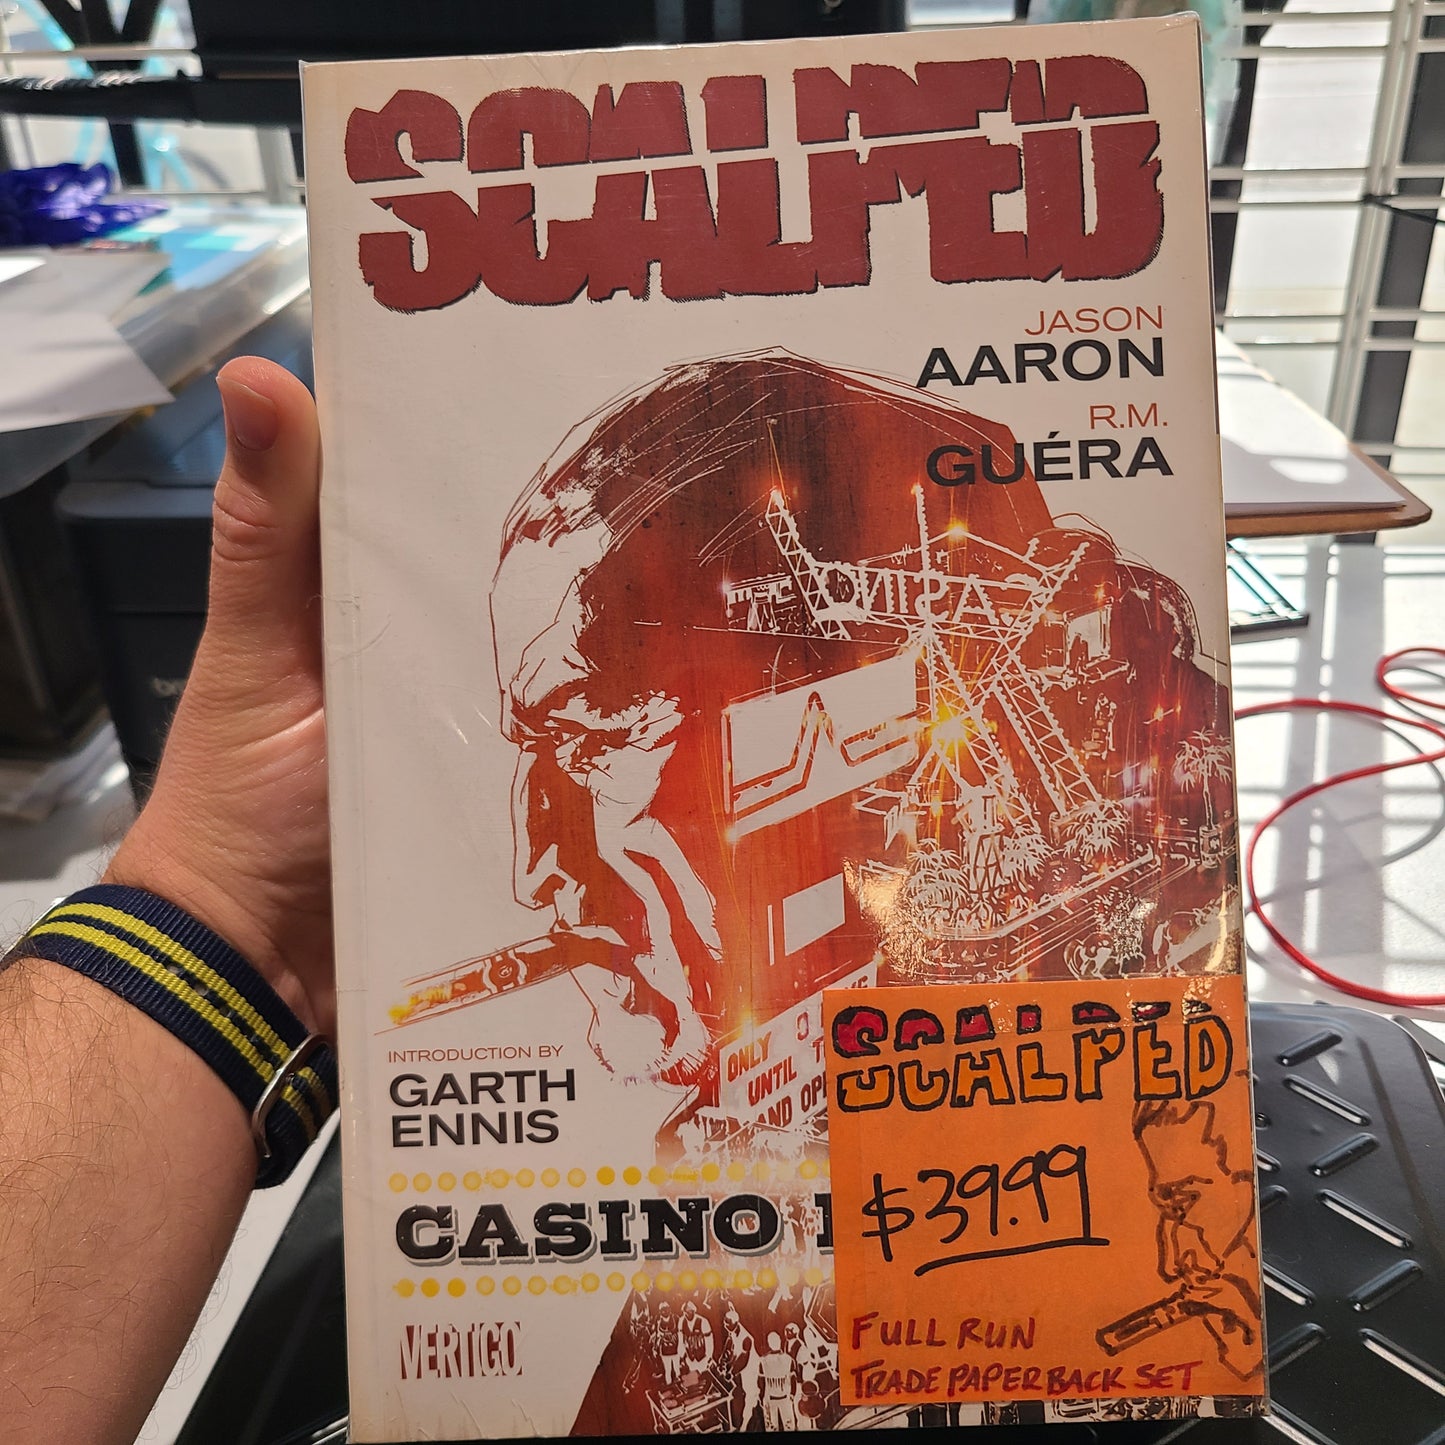 SCALPED
JASON
AARON
R.M.
GUÉRA
CASINO
ONLY
UNTIL
AND OP
INTRODUCTION BY
GARTH
ENNIS
CASINO
VERTIGO
SCALPED
$39.99
FULL RUN
TRADE PAPERBACK SET